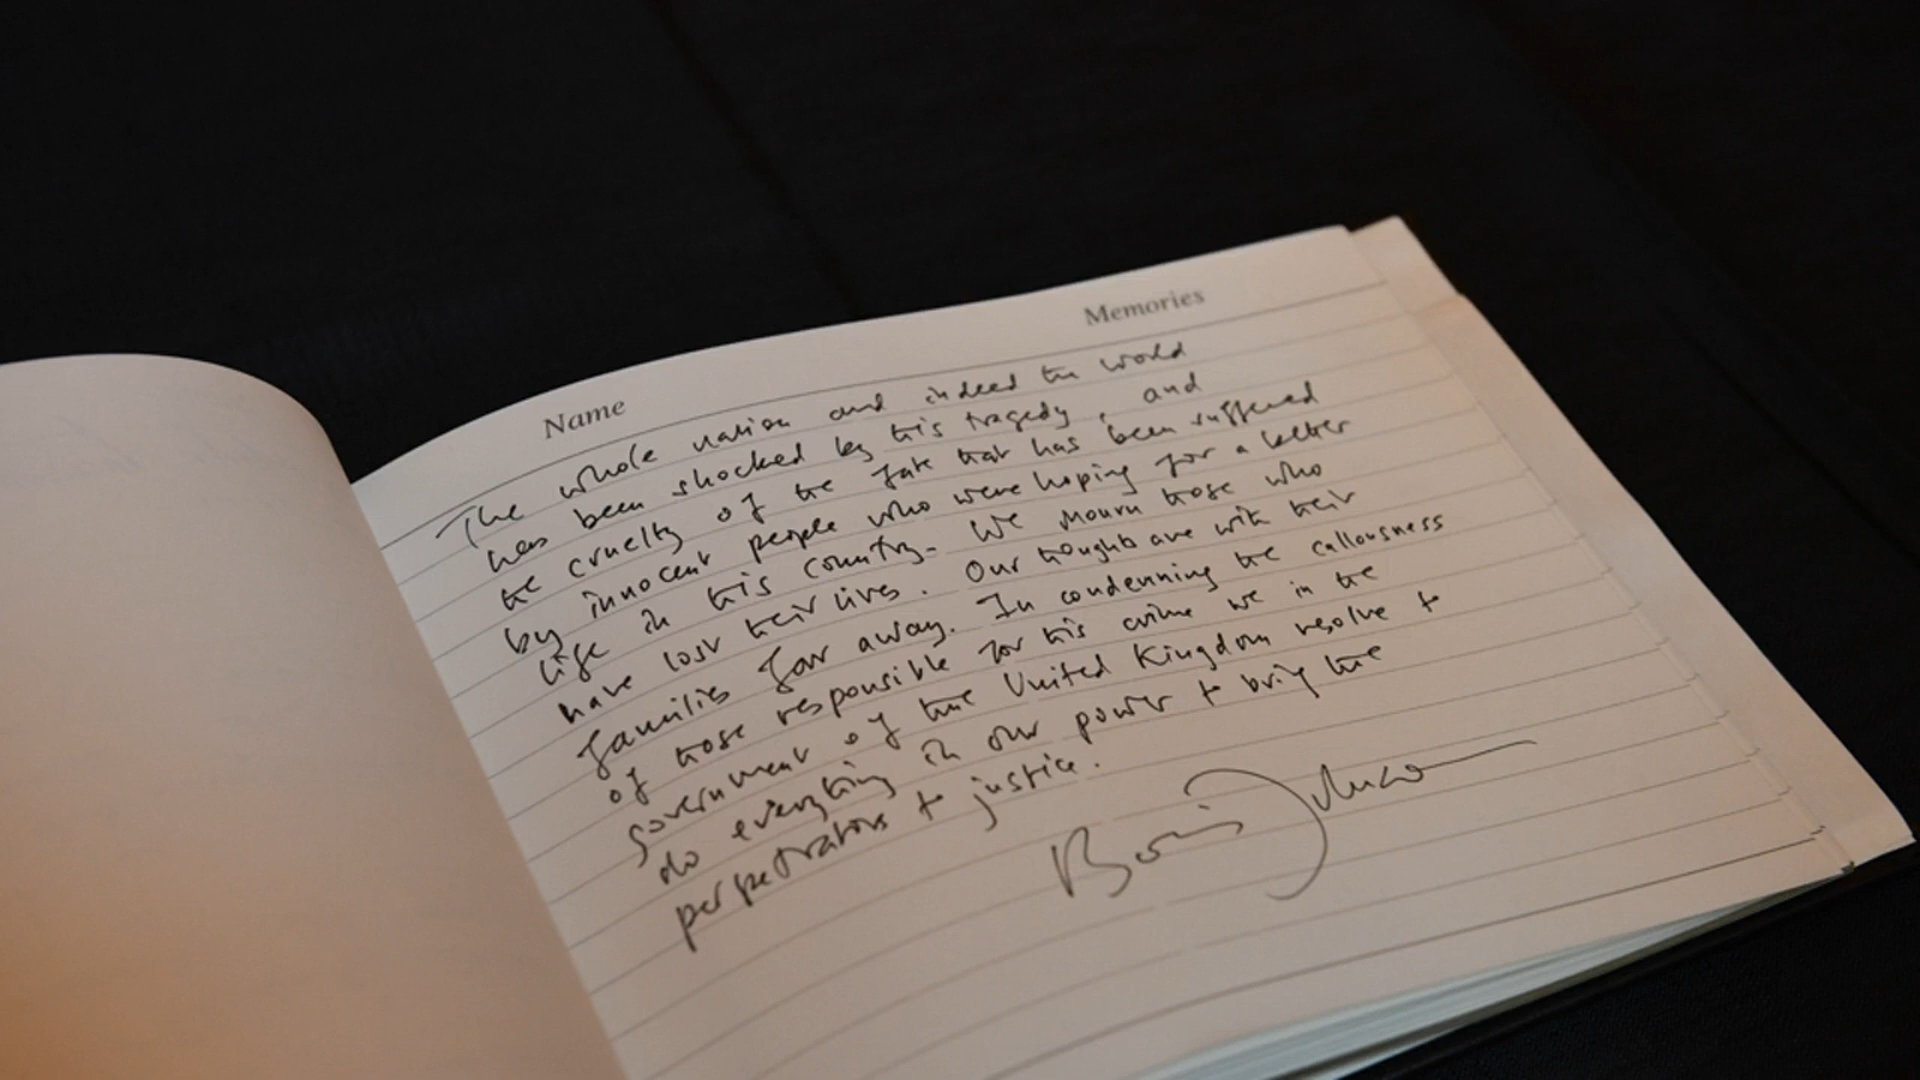 Name Memories
The whole nation and indeed the world
has been shocked by this tragedy, and
the cruelty of the fate that has been suffered
by innocent people who were hoping for a better
life in this country. We mourn those who
have lost their lives. Our thoughts are with their
families far away. In condemning the callousness
of those responsible for this crime we in the
government of the United Kingdom resolve to
do everything in our power to bring the
perpetrators to justice.
Boris Johnson